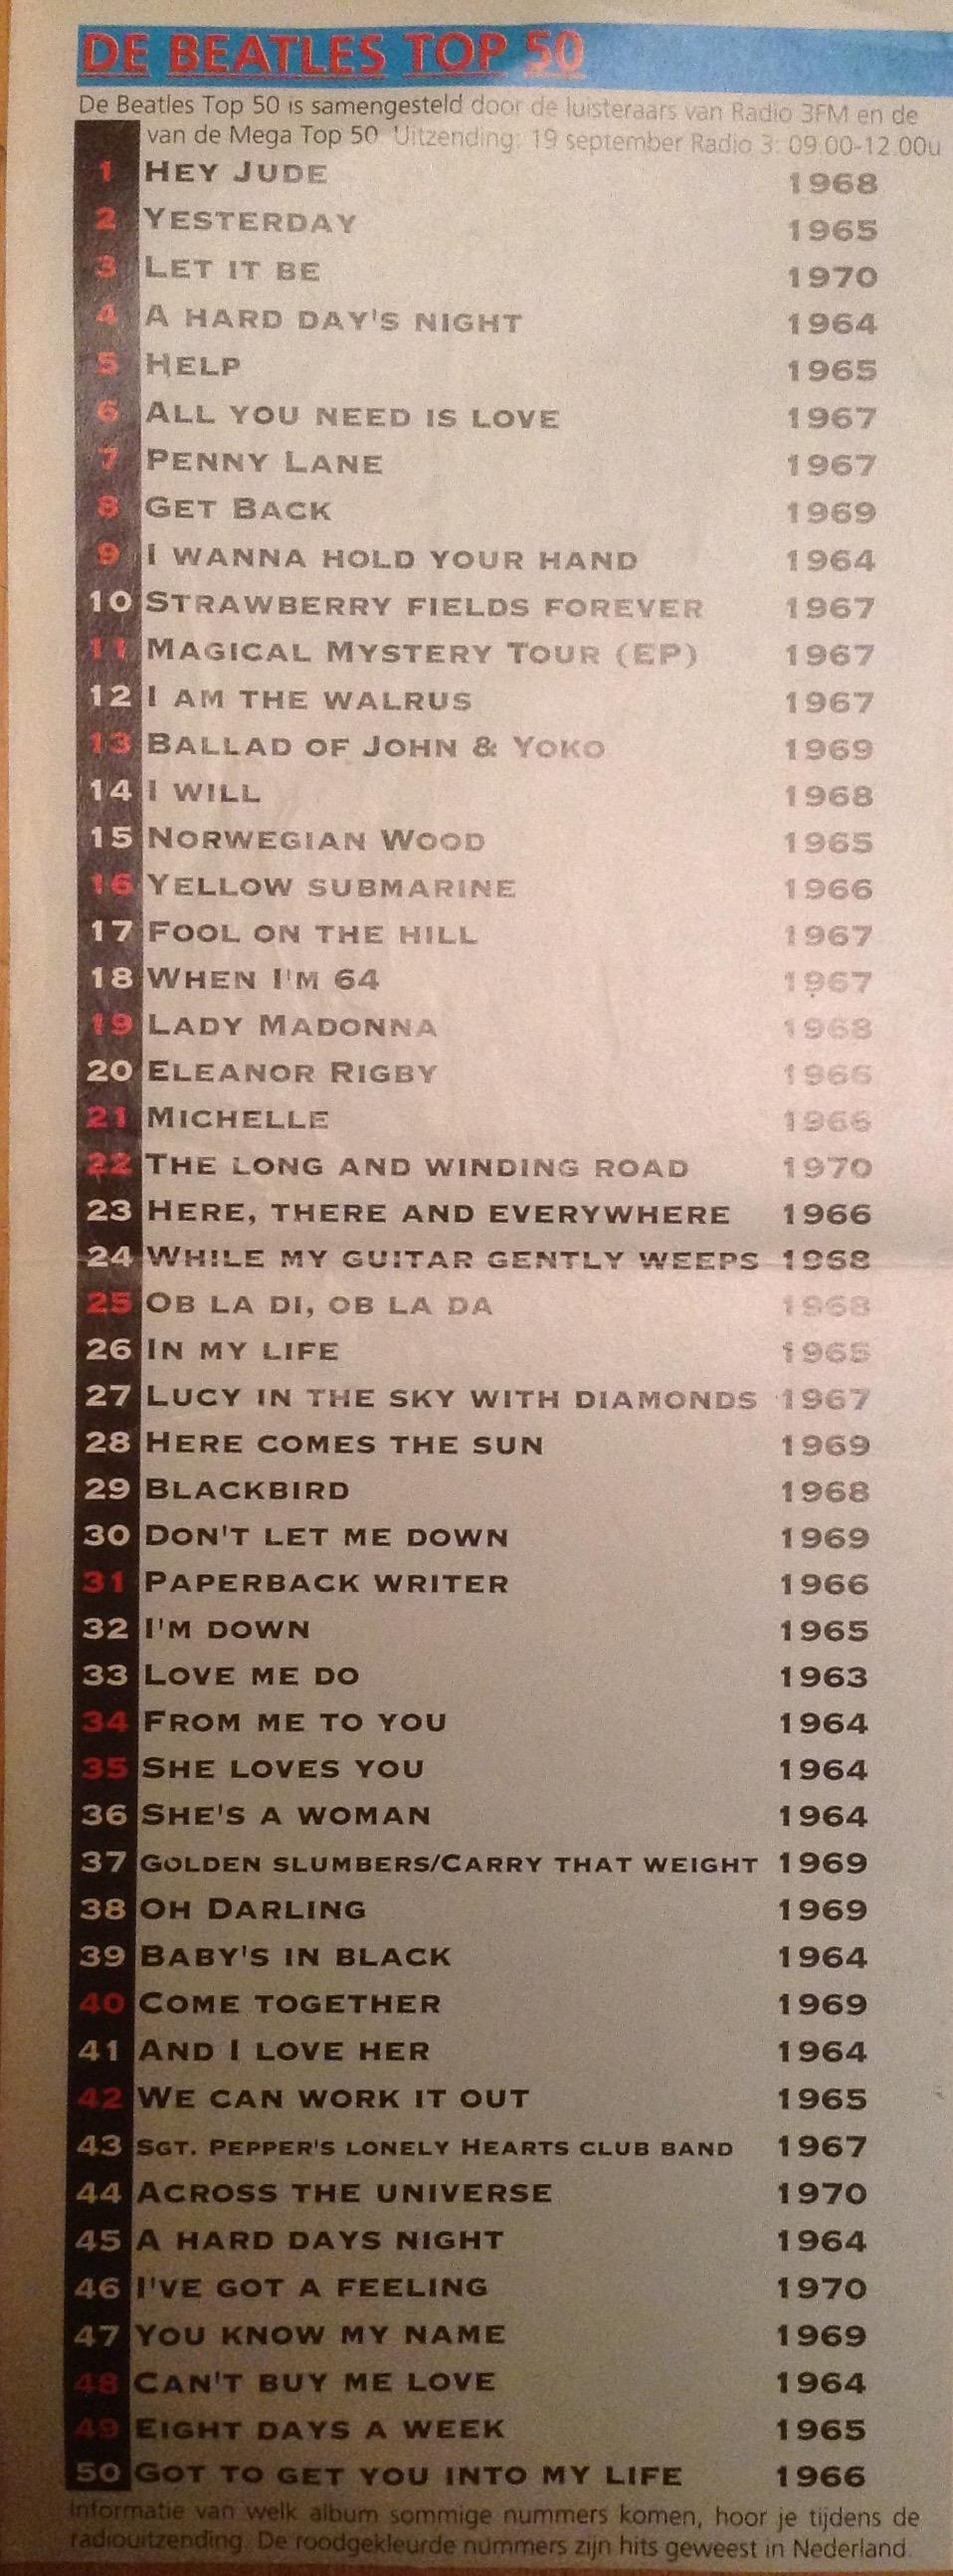 DE BEATLES TOP 50
De Beatles Top 50 is samengesteld door de luisteraars van Radio 3FM en de
van de Mega Top 50 Uitzending: 19 september Radio 3: 09.00-12.00u
1 HEY JUDE 1968
2 YESTERDAY 1965
3 LET IT BE 1970
4 A HARD DAY'S NIGHT 1964
5 HELP 1965
6 ALL YOU NEED IS LOVE 1967
7 PENNY LANE 1967
8 GET BACK 1969
9 I WANNA HOLD YOUR HAND 1964
10 STRAWBERRY FIELDS FOREVER 1967
11 MAGICAL MYSTERY TOUR (EP) 1967
12 I AM THE WALRUS 1967
13 BALLAD OF JOHN & YOKO 1969
14 I WILL 1968
15 NORWEGIAN WOOD 1965
16 YELLOW SUBMARINE 1966
17 FOOL ON THE HILL 1967
18 WHEN I'M 64 1967
19 LADY MADONNA 1968
20 ELEANOR RIGBY 1966
21 MICHELLE 1966
22 THE LONG AND WINDING ROAD 1970
23 HERE, THERE AND EVERYWHERE 1966
24 WHILE MY GUITAR GENTLY WEEPS 1968
25 OB LA DI, OB LA DA 1968
26 IN MY LIFE 1965
27 LUCY IN THE SKY WITH DIAMONDS 1967
28 HERE COMES THE SUN 1969
29 BLACKBIRD 1968
30 DON'T LET ME DOWN 1969
31 PAPERBACK WRITER 1966
32 I'M DOWN 1965
33 LOVE ME DO 1963
34 FROM ME TO YOU 1964
35 SHE LOVES YOU 1964
36 SHE'S A WOMAN 1964
37 GOLDEN SLUMBERS/CARRY THAT WEIGHT 1969
38 OH DARLING 1969
39 BABY'S IN BLACK 1964
40 COME TOGETHER 1969
41 AND I LOVE HER 1964
42 WE CAN WORK IT OUT 1965
43 SGT. PEPPER'S LONELY HEARTS CLUB BAND 1967
44 ACROSS THE UNIVERSE 1970
45 A HARD DAYS NIGHT 1964
46 I'VE GOT A FEELING 1970
47 YOU KNOW MY NAME 1969
48 CAN'T BUY ME LOVE 1964
49 EIGHT DAYS A WEEK 1965
50 GOT TO GET YOU INTO MY LIFE 1966
Informatie van welk album sommige nummers komen, hoor je tijdens de
radiouitzending. De roodgekleurde nummers zijn hits geweest in Nederland.